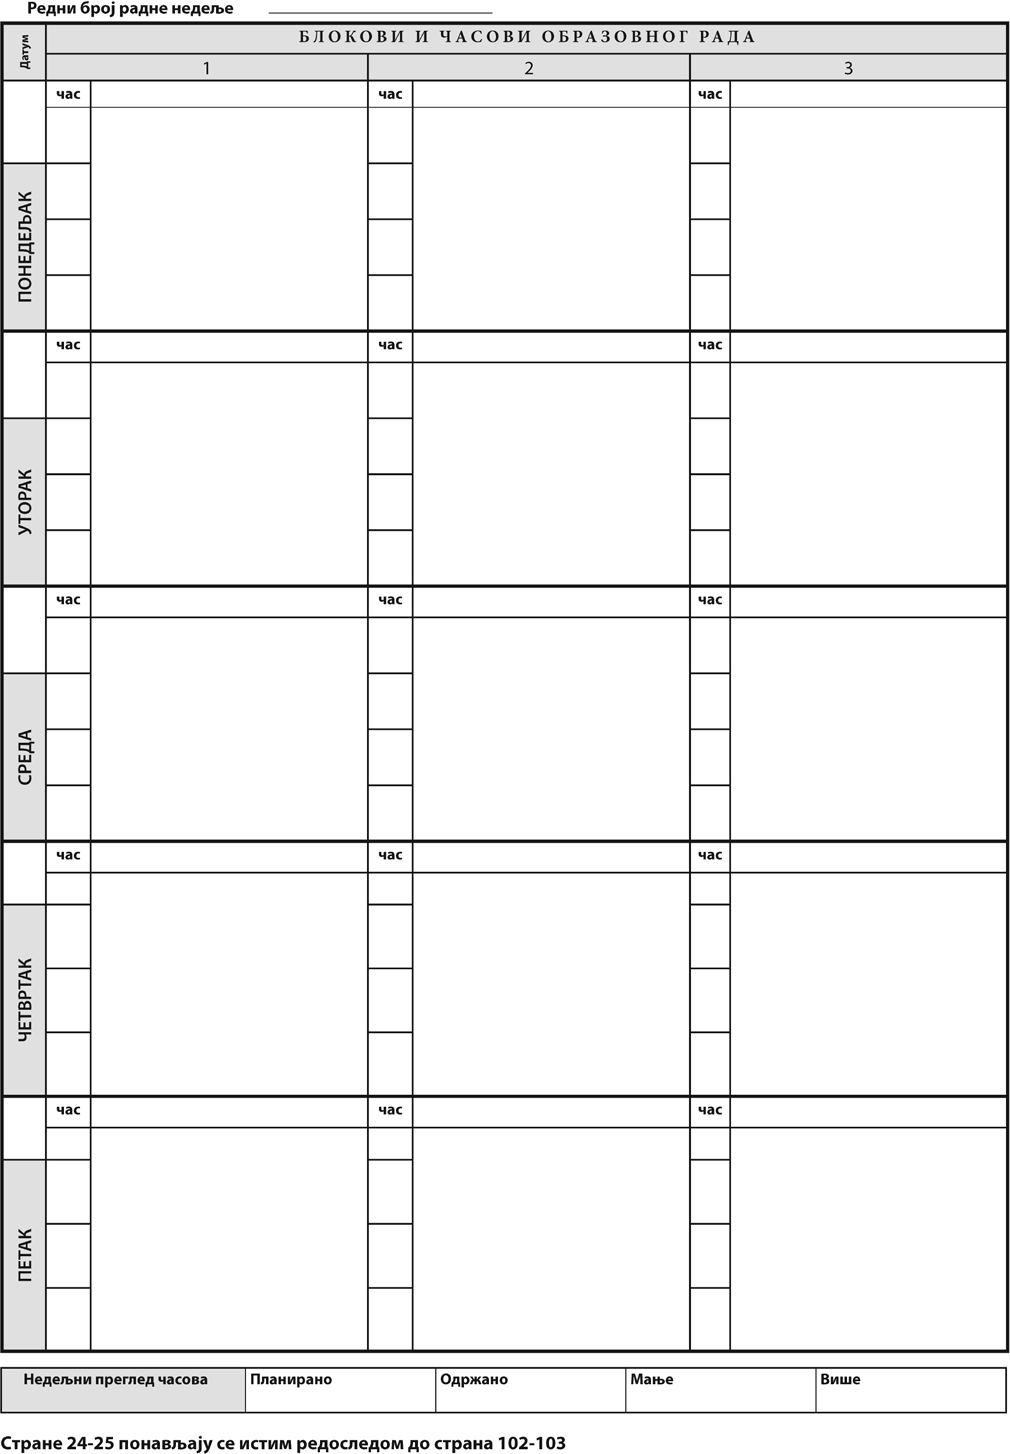 Редни број радне недеље
Датум
БЛОКОВИ И ЧАСОВИ ОБРАЗОВНОГ РАДА
1 2 3
час час час
ПОНЕДЕЉАК
час час час
УТОРАК
час час час
СРЕДА
час час час
ЧЕТВРТАК
час час час
ПЕТАК
Недељни преглед часова Планирано Одржано Мање Више
Стране 24-25 понављају се истим редоследом до страна 102-103